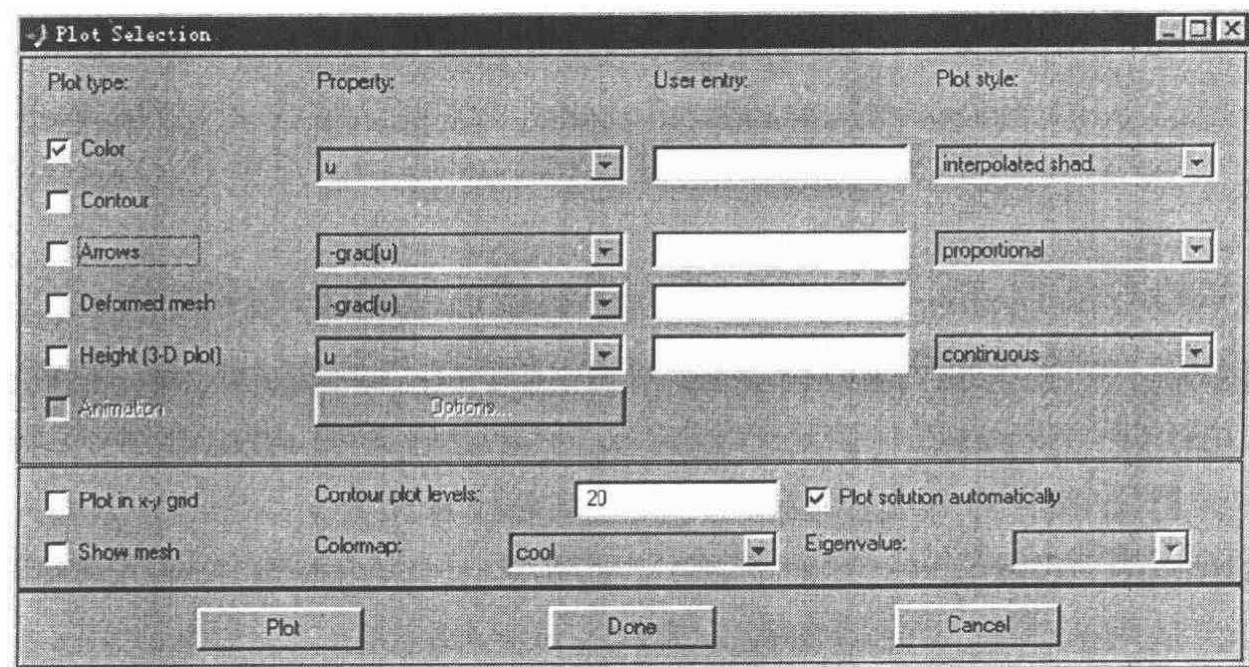 Plot Selection
Plot type: Property: User entry: Plot style:
Color u interpolated shad.
Contour
Arrows -grad(u) proportional
Deformed mesh -grad(u)
Height (3-D plot) u continuous
Animation Options...
Plot in x-y grid Contour plot levels: 20 Plot solution automatically
Show mesh Colormap: cool Eigenvalue:
Plot Done Cancel